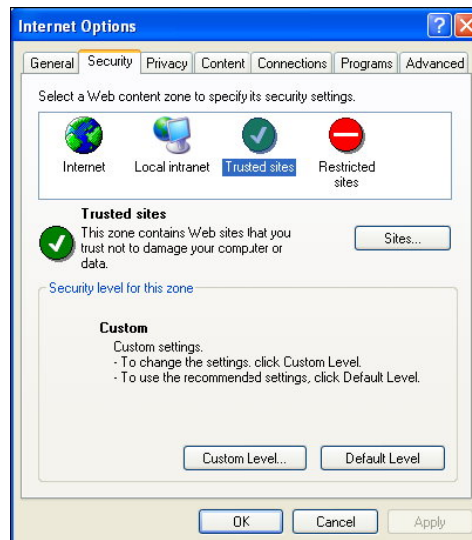 Internet Options
General Security Privacy Content Connections Programs Advanced
Select a Web content zone to specify its security settings.
Internet Local intranet Trusted sites Restricted
sites
Trusted sites
This zone contains Web sites that you
trust not to damage your computer or
data.
Sites...
Security level for this zone
Custom
Custom settings.
- To change the settings, click Custom Level.
- To use the recommended settings, click Default Level.
Custom Level... Default Level
OK Cancel Apply